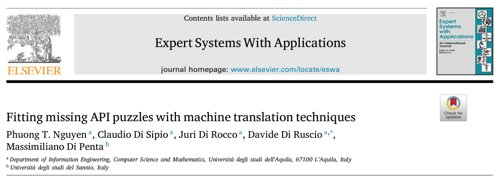 Contents lists available at ScienceDirect
Expert Systems With Applications
journal homepage: www.elsevier.com/locate/eswa
ELSEVIER
Expert
Systems
with
Applications
An International
Journal
Check for
updates
Fitting missing API puzzles with machine translation techniques
Phuong T. Nguyen a, Claudio Di Sipio a, Juri Di Rocco a, Davide Di Ruscio a,*,
Massimiliano Di Penta b
a Department of Information Engineering, Computer Science and Mathematics, Università degli studi dell'Aquila, 67100 L'Aquila, Italy
b Università degli studi del Sannio, Italy